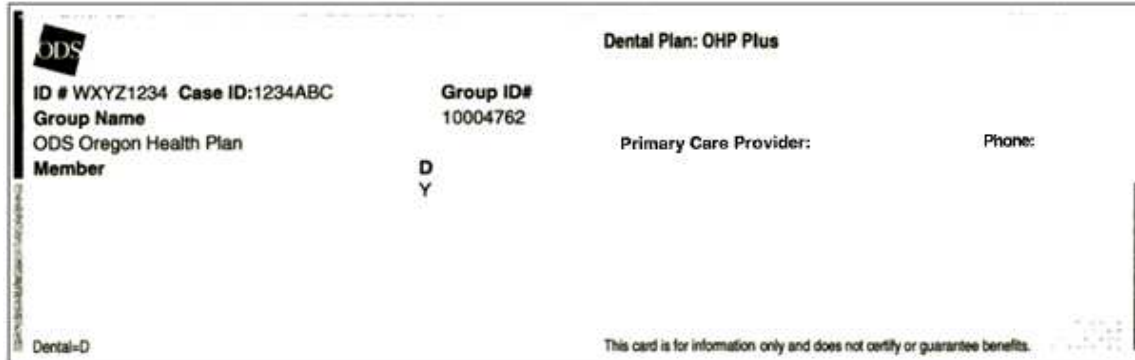 ODS
Dental Plan: OHP Plus
ID # WXYZ1234 Case ID:1234ABC Group ID#
Group Name 10004762
ODS Oregon Health Plan Primary Care Provider: Phone:
Member D
Y
Dental=D This card is for information only and does not certify or guarantee benefits.